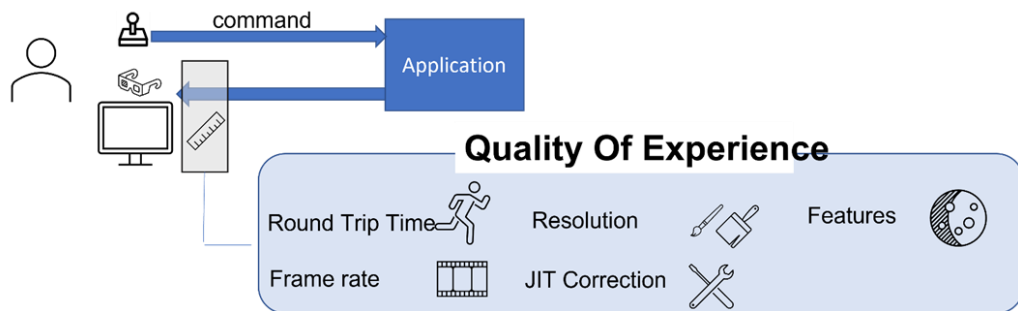 command
Application
Quality Of Experience
Round Trip Time
Resolution
Features
Frame rate
JIT Correction